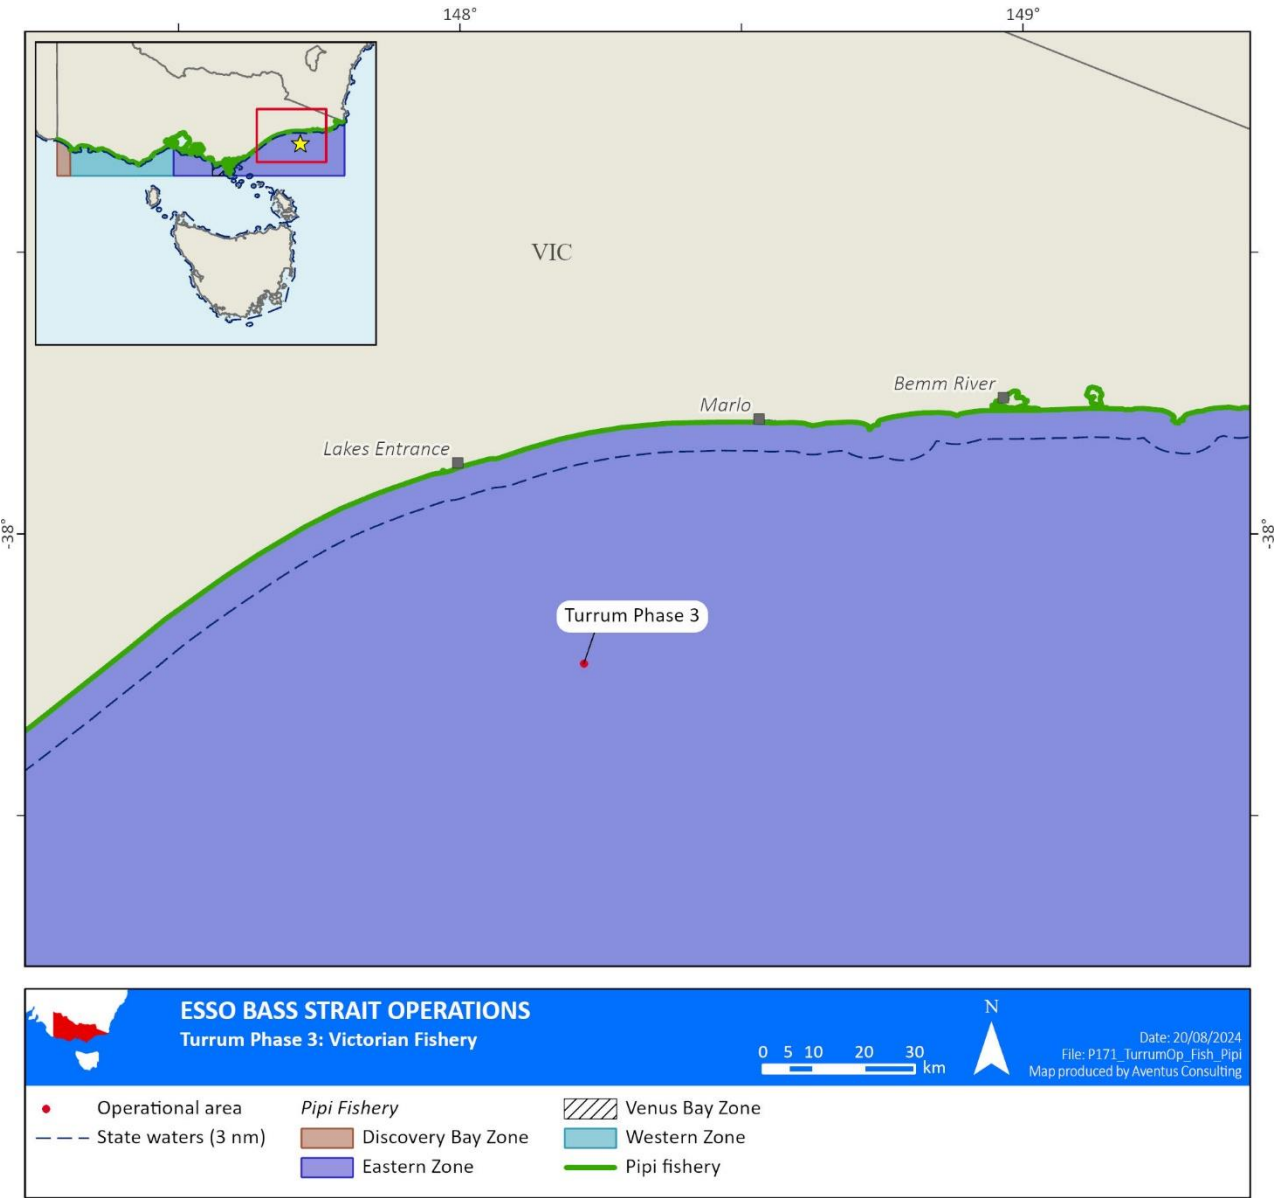 148°
149°
VIC
Bemm River
Marlo
Lakes Entrance
-38°
-38°
Turrum Phase 3
ESSO BASS STRAIT OPERATIONS
Turrum Phase 3: Victorian Fishery
0 5 10 20 30
km
N
Date: 20/08/2024
File: P171_TurrumOp_Fish_Pipi
Map produced by Aventus Consulting
Operational area
State waters (3 nm)
Pipi Fishery
Discovery Bay Zone
Eastern Zone
Venus Bay Zone
Western Zone
Pipi fishery